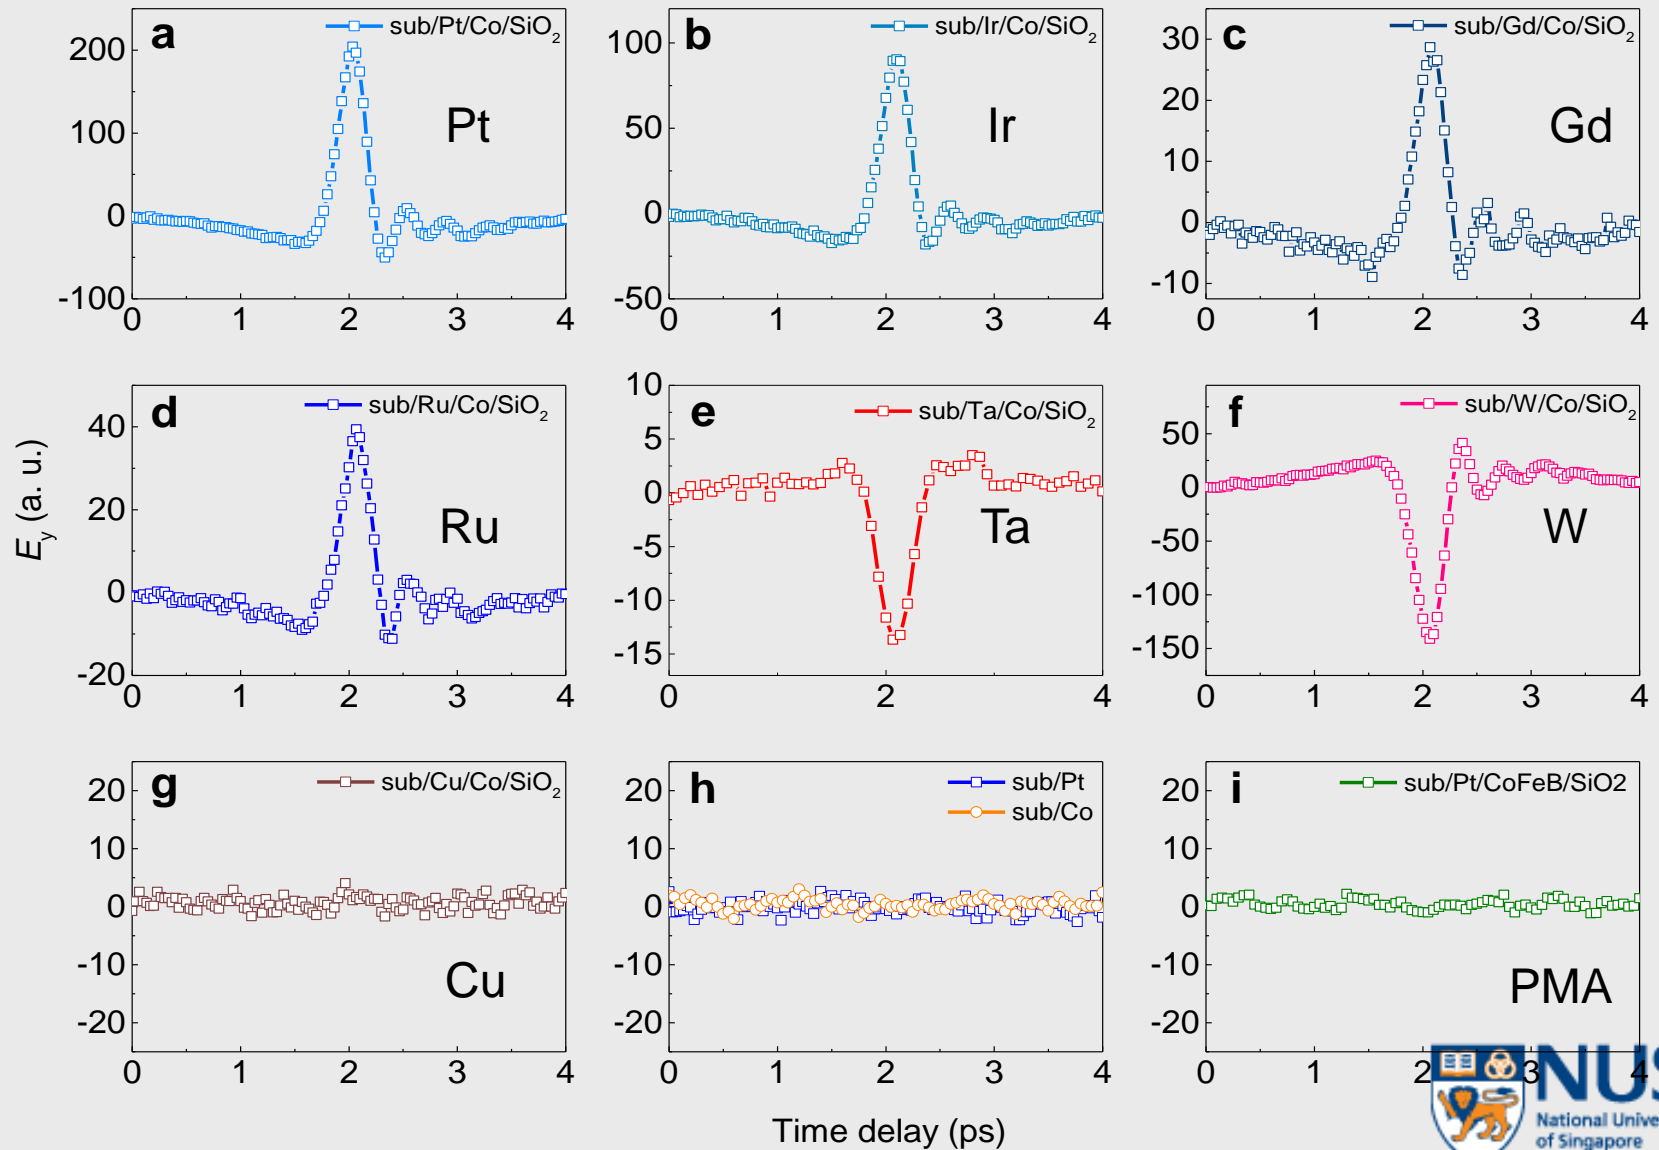 a
sub/Pt/Co/SiO₂
200
100
0
-100
0 1 2 3 4
Pt
b
sub/Ir/Co/SiO₂
100
50
0
-50
0 2 4
Ir
c
sub/Gd/Co/SiO₂
30
20
10
0
-10
0 1 2 3 4
Gd
d
sub/Ru/Co/SiO₂
40
20
0
-20
0 1 2 3 4
Ru
e
sub/Ta/Co/SiO₂
10
5
0
-5
-10
-15
0 2 4
Ta
f
sub/W/Co/SiO₂
50
0
-50
-100
-150
0 1 2 3 4
W
E_y (a. u.)
g
sub/Cu/Co/SiO₂
20
10
0
-10
-20
0 1 2 3 4
Cu
h
sub/Pt
sub/Co
20
10
0
-10
-20
0 2 4
i
sub/Pt/CoFeB/SiO2
20
10
0
-10
-20
0 1 2 3 4
PMA
Time delay (ps)
NUS
National Unive
of Singapore